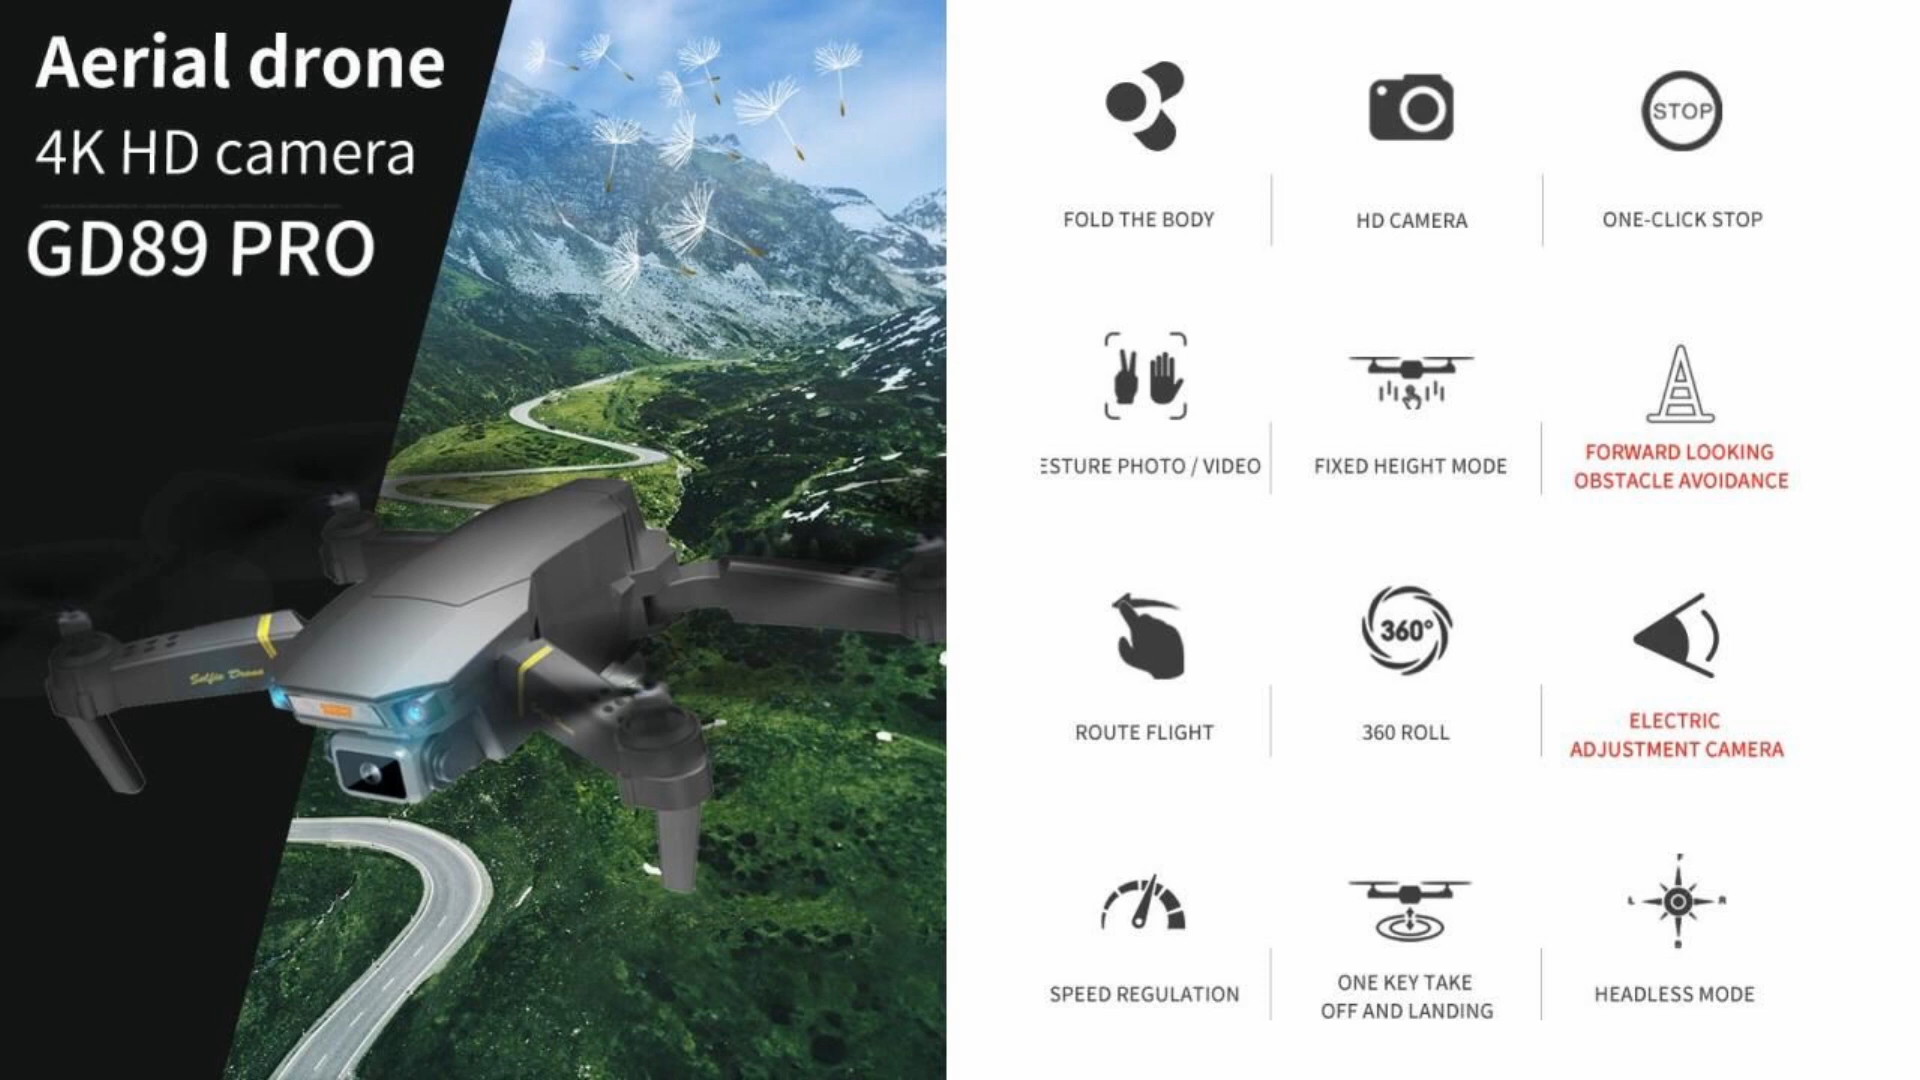 Aerial drone
4K HD camera
GD89 PRO
Selfie Drone
FOLD THE BODY
HD CAMERA
STOP
ONE-CLICK STOP
ESTURE PHOTO / VIDEO
FIXED HEIGHT MODE
FORWARD LOOKING
OBSTACLE AVOIDANCE
ROUTE FLIGHT
360°
360 ROLL
ELECTRIC
ADJUSTMENT CAMERA
SPEED REGULATION
ONE KEY TAKE
OFF AND LANDING
F
L
R
B
HEADLESS MODE